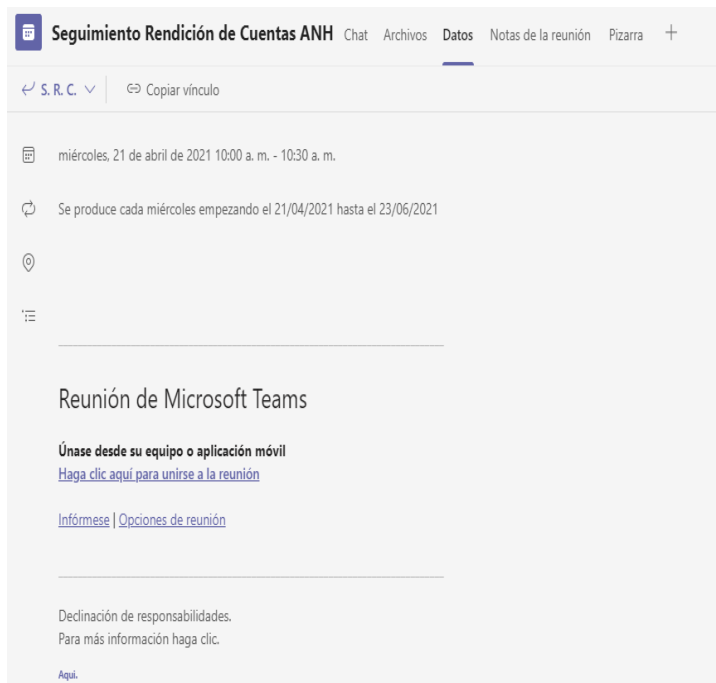 Seguimiento Rendición de Cuentas ANH Chat Archivos Datos Notas de la reunión Pizarra +
S. R. C. Copiar vínculo
miércoles, 21 de abril de 2021 10:00 a. m. - 10:30 a. m.
Se produce cada miércoles empezando el 21/04/2021 hasta el 23/06/2021
Reunión de Microsoft Teams
Únase desde su equipo o aplicación móvil
Haga clic aquí para unirse a la reunión
Infórmese | Opciones de reunión
Declinación de responsabilidades.
Para más información haga clic.
Aqui.